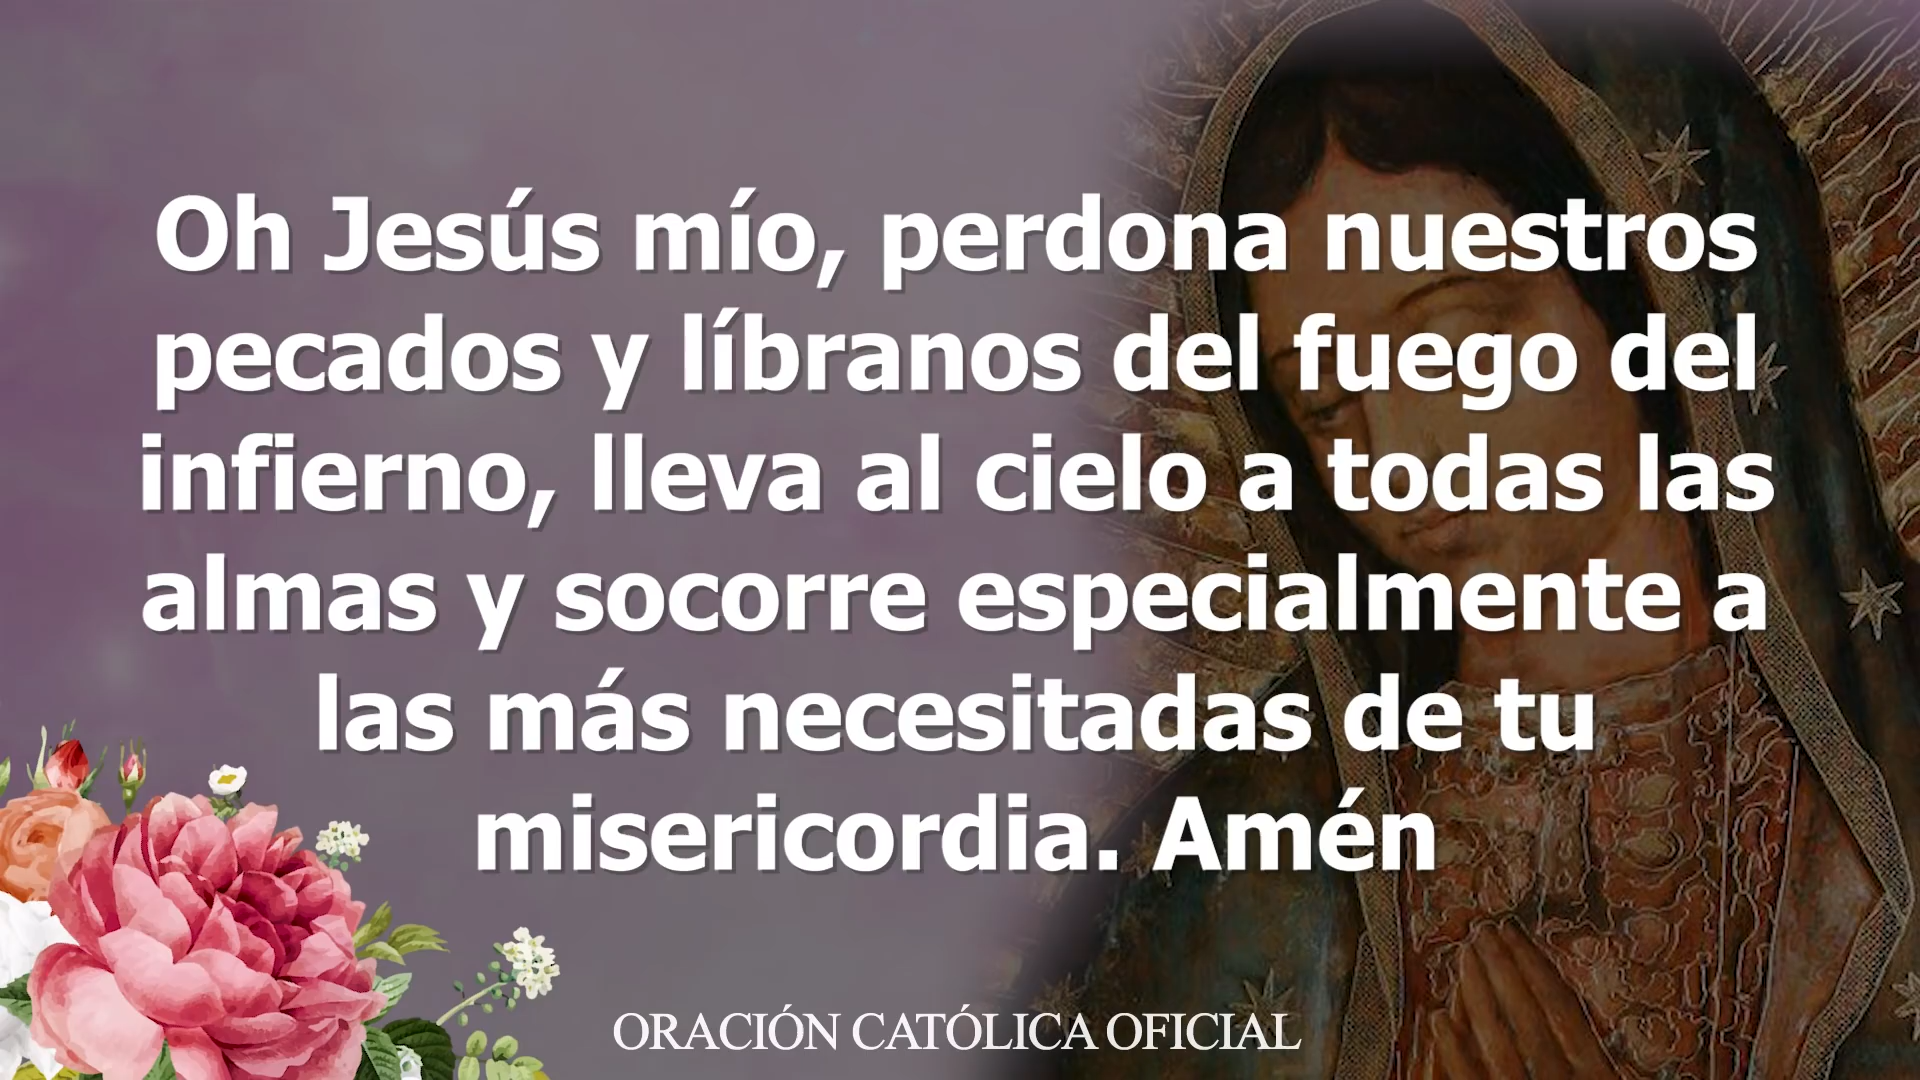 Oh Jesús mío, perdona nuestros
pecados y líbranos del fuego del
infierno, lleva al cielo a todas las
almas y socorre especialmente a
las más necesitadas de tu
misericordia. Amén
ORACIÓN CATÓLICA OFICIAL